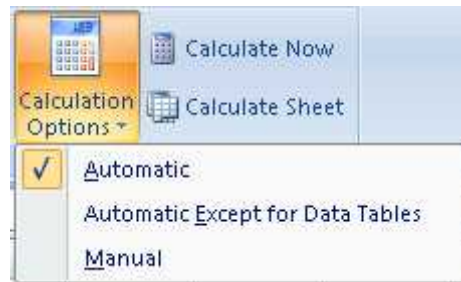 Calculation
Options
Calculate Now
Calculate Sheet
Automatic
Automatic Except for Data Tables
Manual